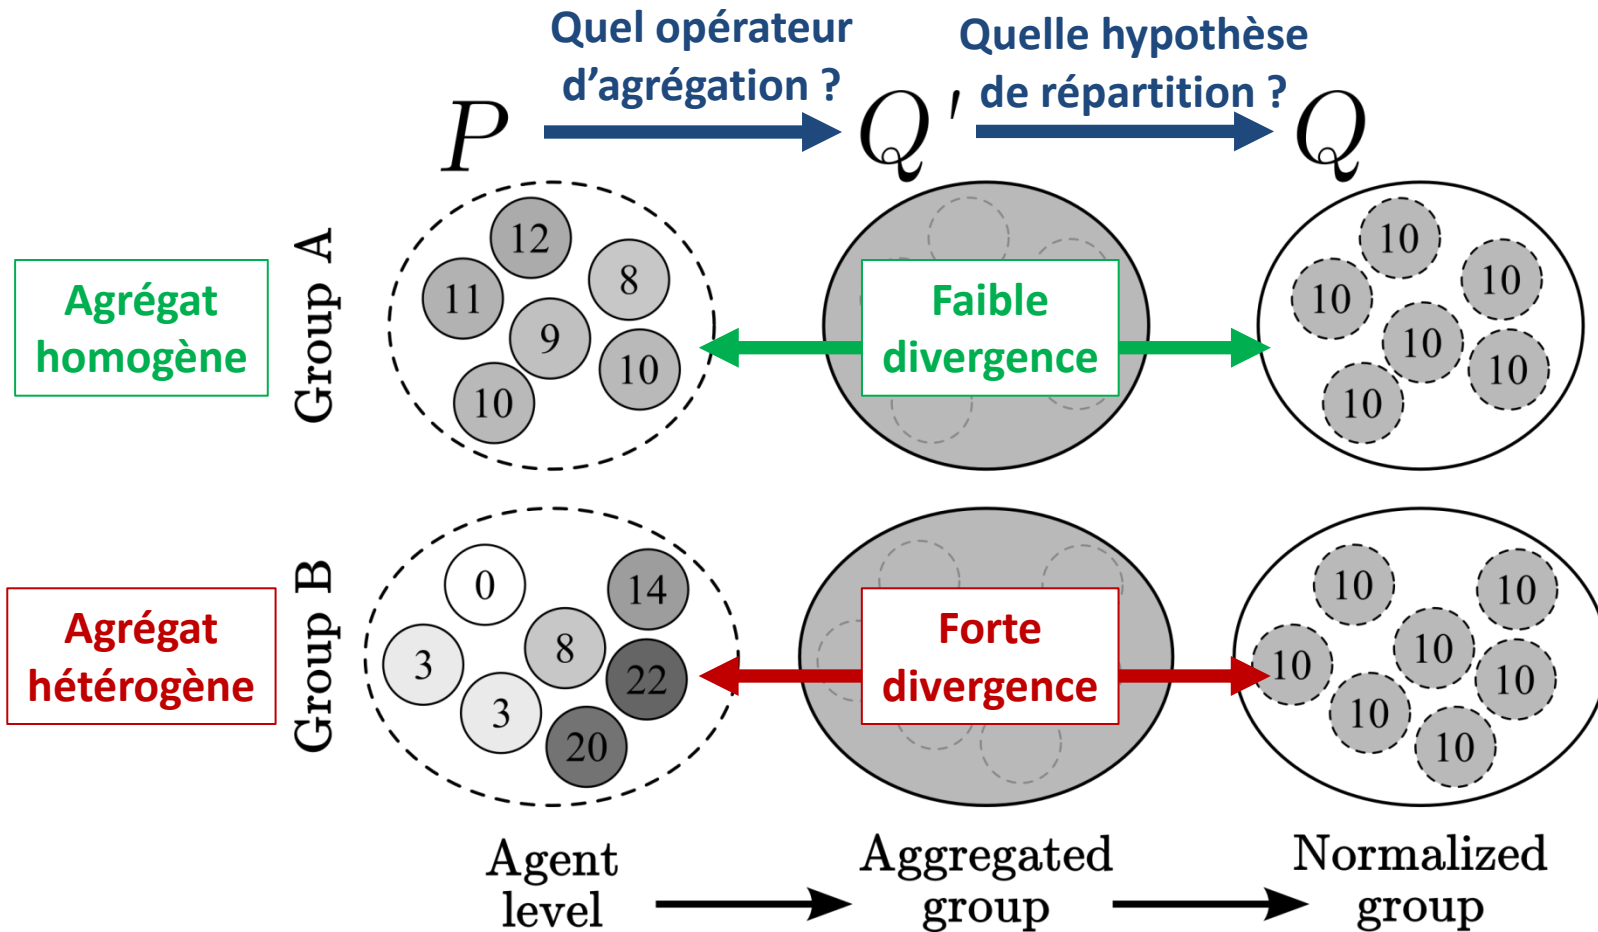 Quel opérateur
d'agrégation ?
Quelle hypothèse
de répartition ?
P
Q'
Q
Agrégat
homogène
Group A
12
8
11
9
10
10
Faible
divergence
10
10
10
10
10
10
Agrégat
hétérogène
Group B
0
14
8
3
22
3
20
Forte
divergence
10
10
10
10
10
10
10
Agent
level
Aggregated
group
Normalized
group